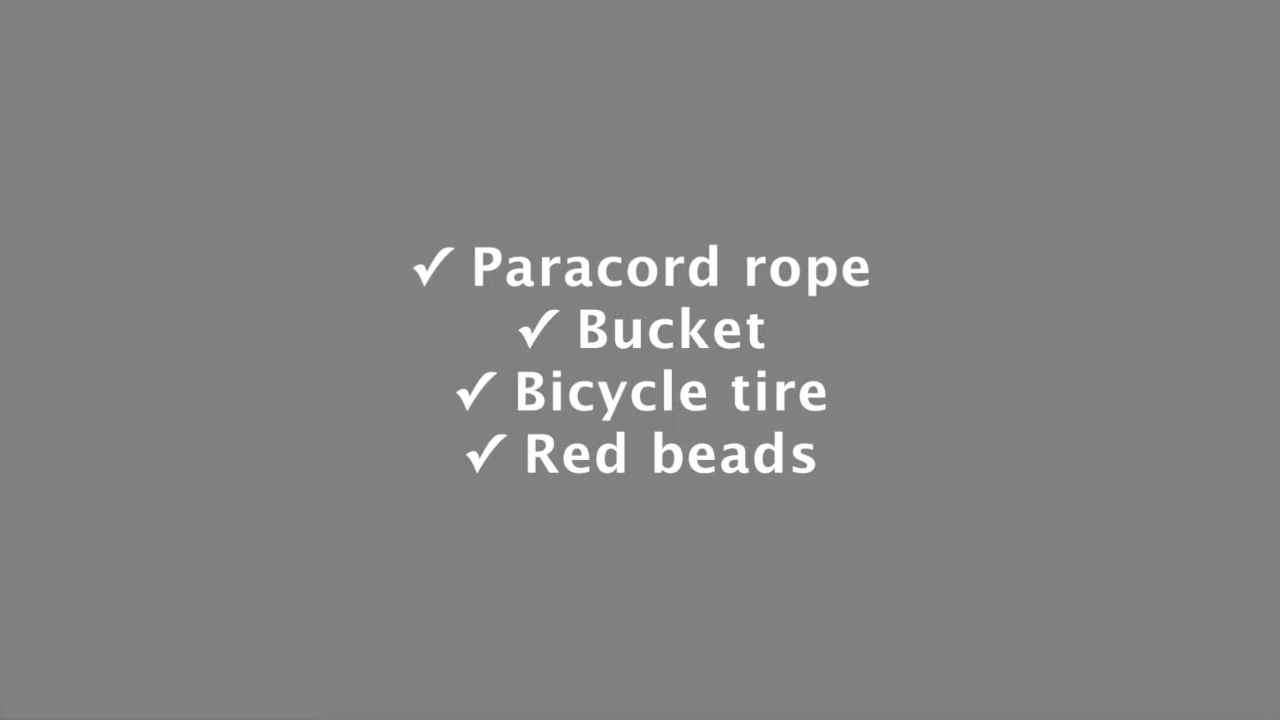 ✓ Paracord rope
✓ Bucket
✓ Bicycle tire
✓ Red beads